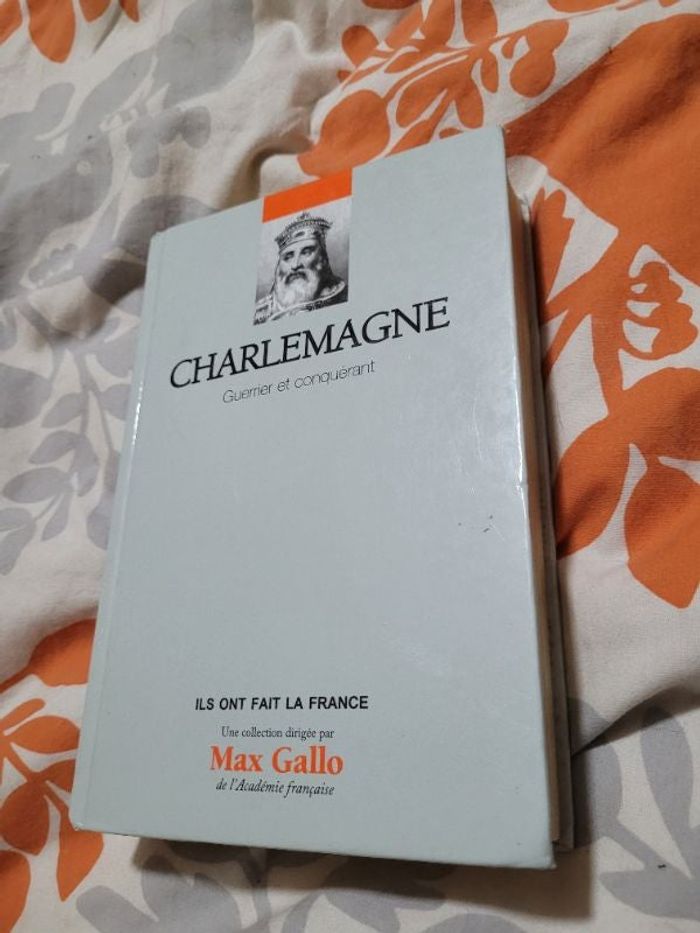 CHARLEMAGNE
Guerrier et conquérant
ILS ONT FAIT LA FRANCE
Une collection dirigée par
Max Gallo
de l'Académie française